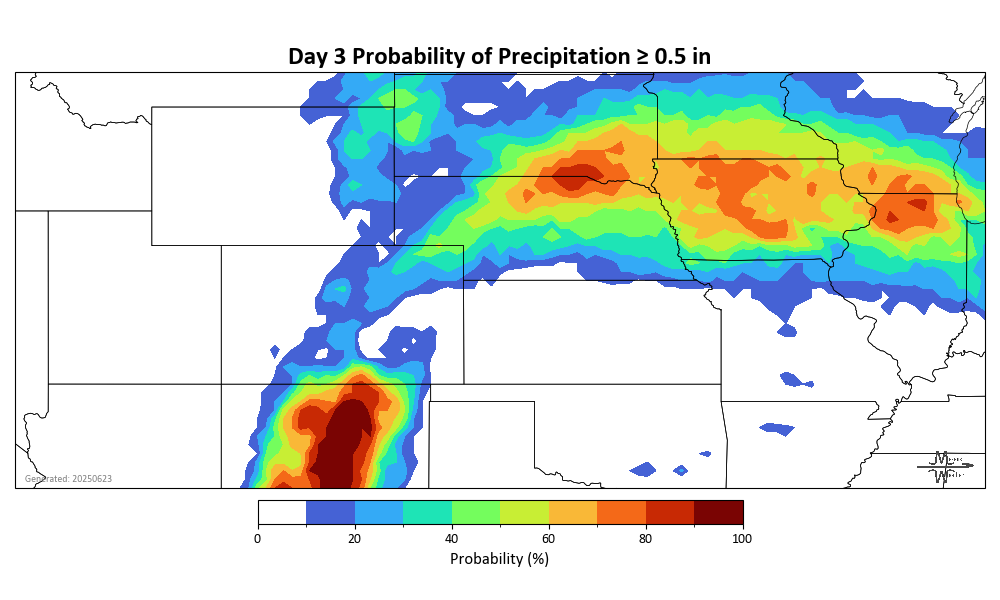 Day 3 Probability of Precipitation ≥ 0.5 in
Generated: 20250623
0 20 40 60 80 100
Probability (%)